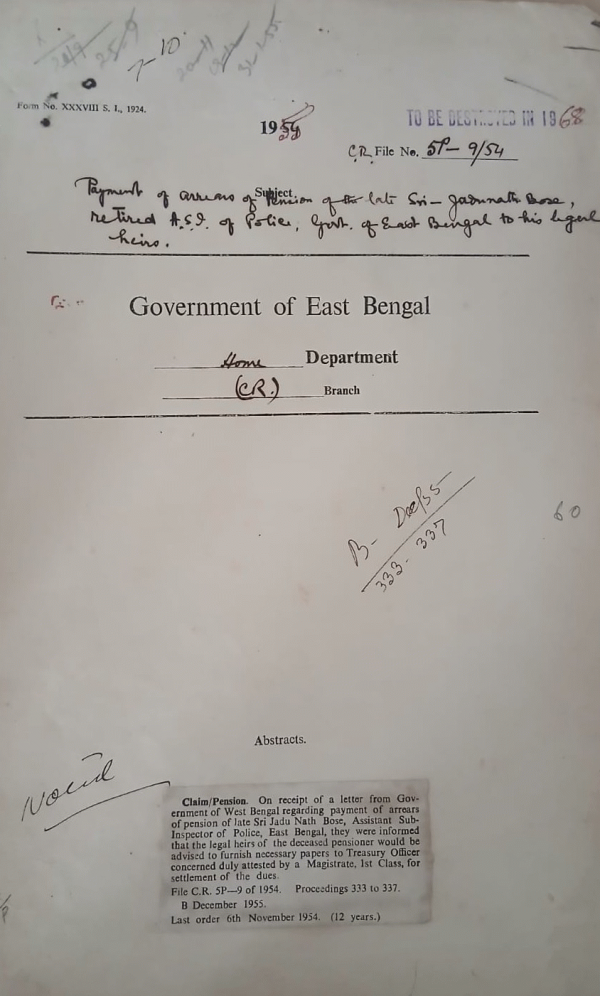 7-10
Form No. XXXVIII S. I., 1924.
1954
TO BE DESTROYED IN 1968
C.R. File No. 5P-9/54
Subject
Payment of arrears of Pension of the late Sri-Jadunath Bose,
retired A.S.I. of Police, Govt. of East Bengal to his legal
heirs.
Government of East Bengal
Home Department
(C.R.) Branch
B- Dec/55
333-337
60
Abstracts.
Noted
Claim/Pension. On receipt of a letter from Gov-
ernment of West Bengal regarding payment of arrears
of pension of late Sri Jadu Nath Bose, Assistant Sub-
Inspector of Police, East Bengal, they were informed
that the legal heirs of the deceased pensioner would be
advised to furnish necessary papers to Treasury Officer
concerned duly attested by a Magistrate, 1st Class, for
settlement of the dues.
File C.R. 5P—9 of 1954. Proceedings 333 to 337.
B December 1955.
Last order 6th November 1954. (12 years.)